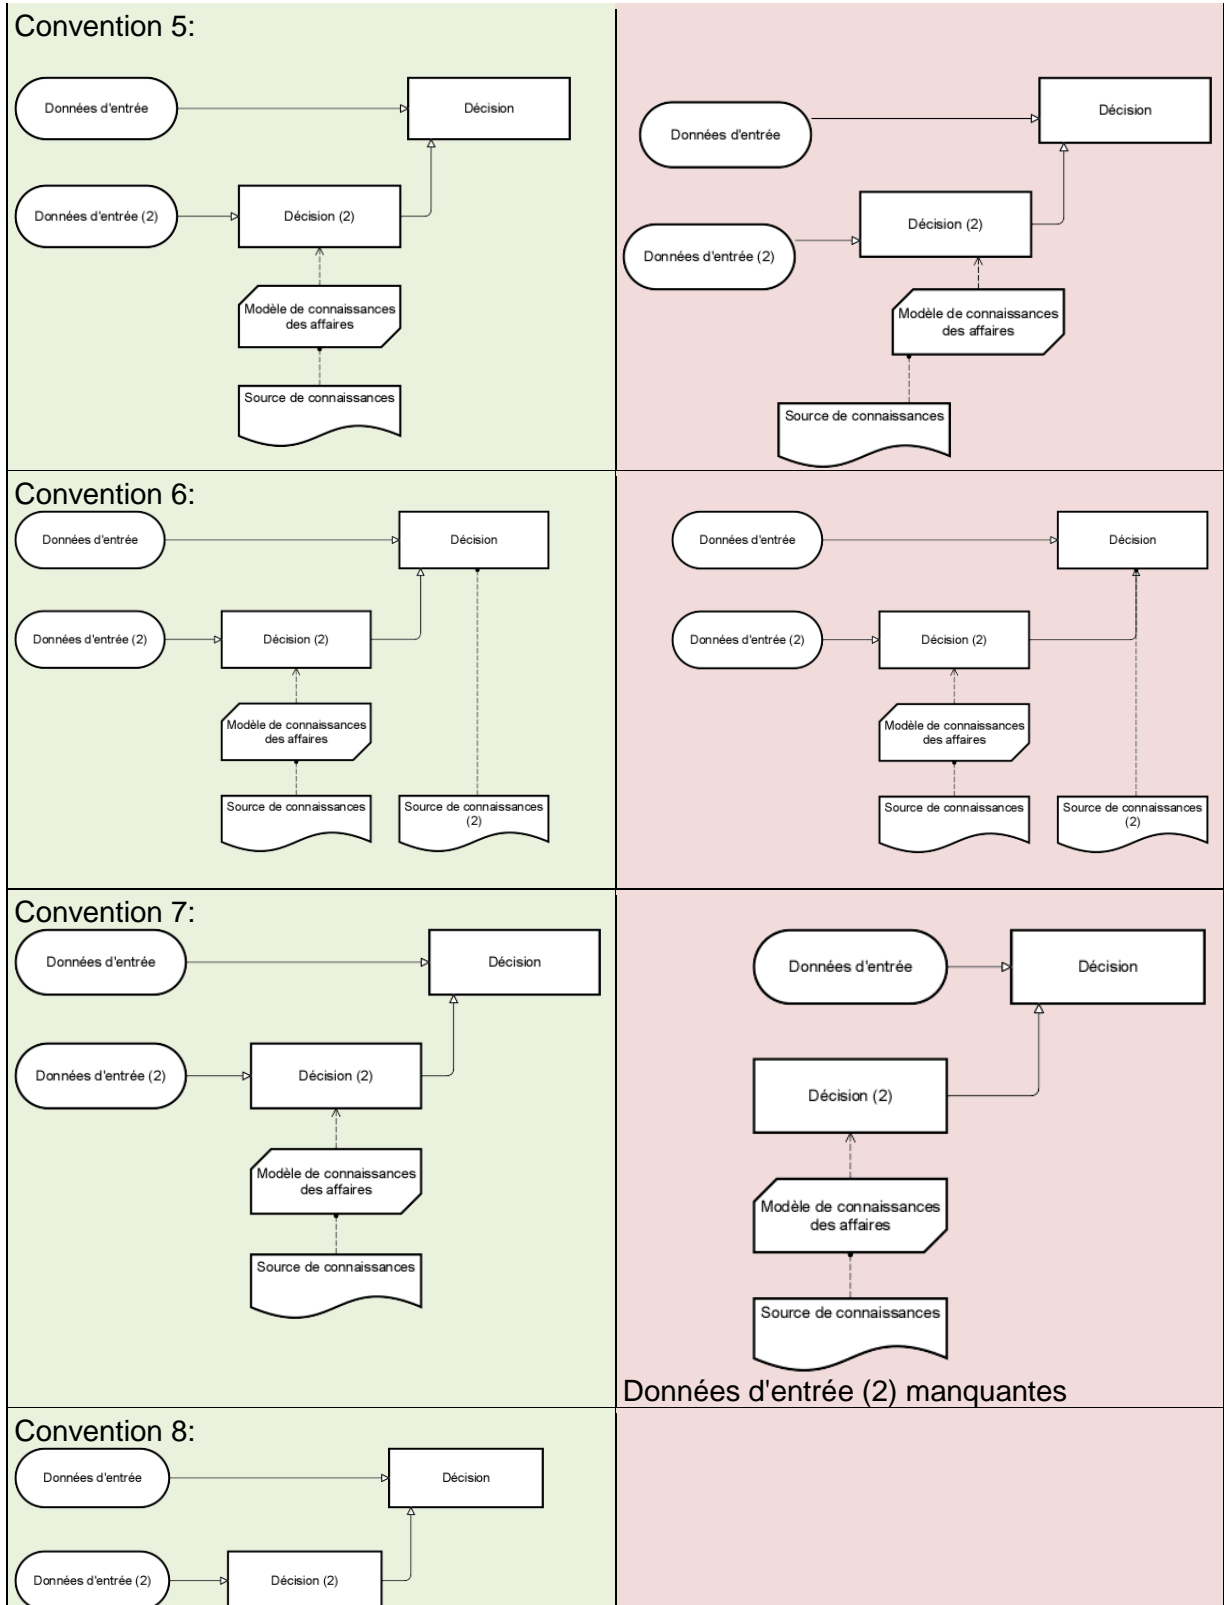 Convention 5:
Données d'entrée
Décision
Données d'entrée (2)
Décision (2)
Modèle de connaissances
des affaires
Source de connaissances
Données d'entrée
Décision
Données d'entrée (2)
Décision (2)
Modèle de connaissances
des affaires
Source de connaissances
Convention 6:
Données d'entrée
Décision
Données d'entrée (2)
Décision (2)
Modèle de connaissances
des affaires
Source de connaissances
Source de connaissances
(2)
Données d'entrée
Décision
Données d'entrée (2)
Décision (2)
Modèle de connaissances
des affaires
Source de connaissances
Source de connaissances
(2)
Convention 7:
Données d'entrée
Décision
Données d'entrée (2)
Décision (2)
Modèle de connaissances
des affaires
Source de connaissances
Données d'entrée
Décision
Décision (2)
Modèle de connaissances
des affaires
Source de connaissances
Données d'entrée (2) manquantes
Convention 8:
Données d'entrée
Décision
Données d'entrée (2)
Décision (2)